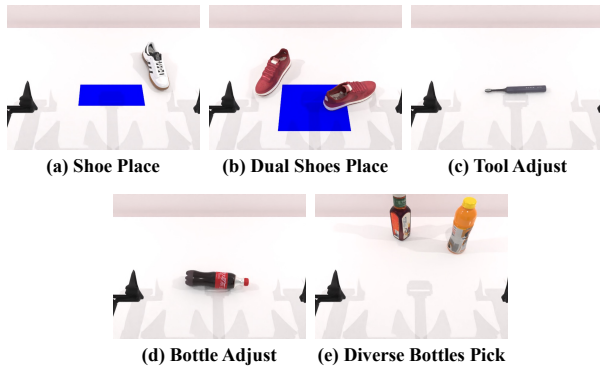 (a) Shoe Place
(b) Dual Shoes Place
(c) Tool Adjust
(d) Bottle Adjust
(e) Diverse Bottles Pick